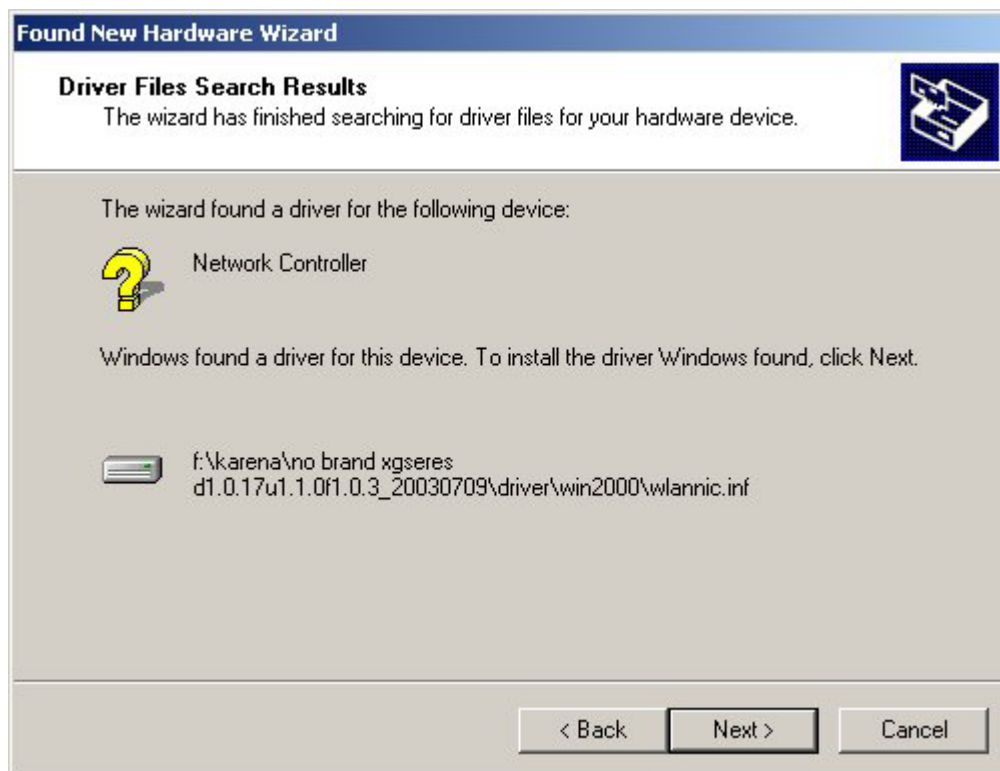 Found New Hardware Wizard
Driver Files Search Results
The wizard has finished searching for driver files for your hardware device.
The wizard found a driver for the following device:
Network Controller
Windows found a driver for this device. To install the driver Windows found, click Next.
f:\karena\no brand xgseres
d1.0.17u1.1.0f1.0.3_20030709\driver\win2000\wlannic.inf
< Back
Next >
Cancel